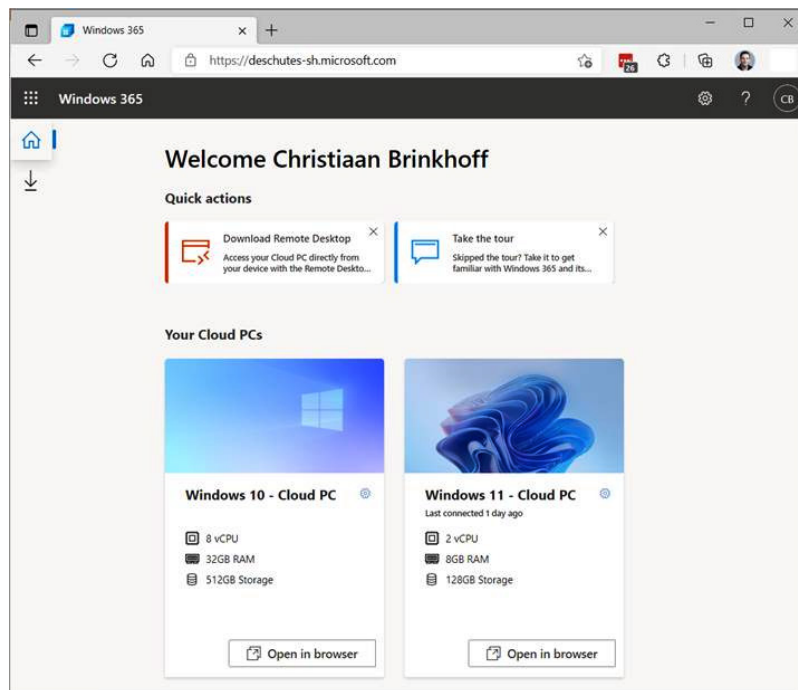 Windows 365
https://deschutes-sh.microsoft.com
26
Windows 365
?
CB
Welcome Christiaan Brinkhoff
Quick actions
Download Remote Desktop
Access your Cloud PC directly from
your device with the Remote Deskto...
Take the tour
Skipped the tour? Take it to get
familiar with Windows 365 and its...
Your Cloud PCs
Windows 10 - Cloud PC
8 vCPU
32GB RAM
512GB Storage
Open in browser
Windows 11 - Cloud PC
Last connected 1 day ago
2 vCPU
8GB RAM
128GB Storage
Open in browser